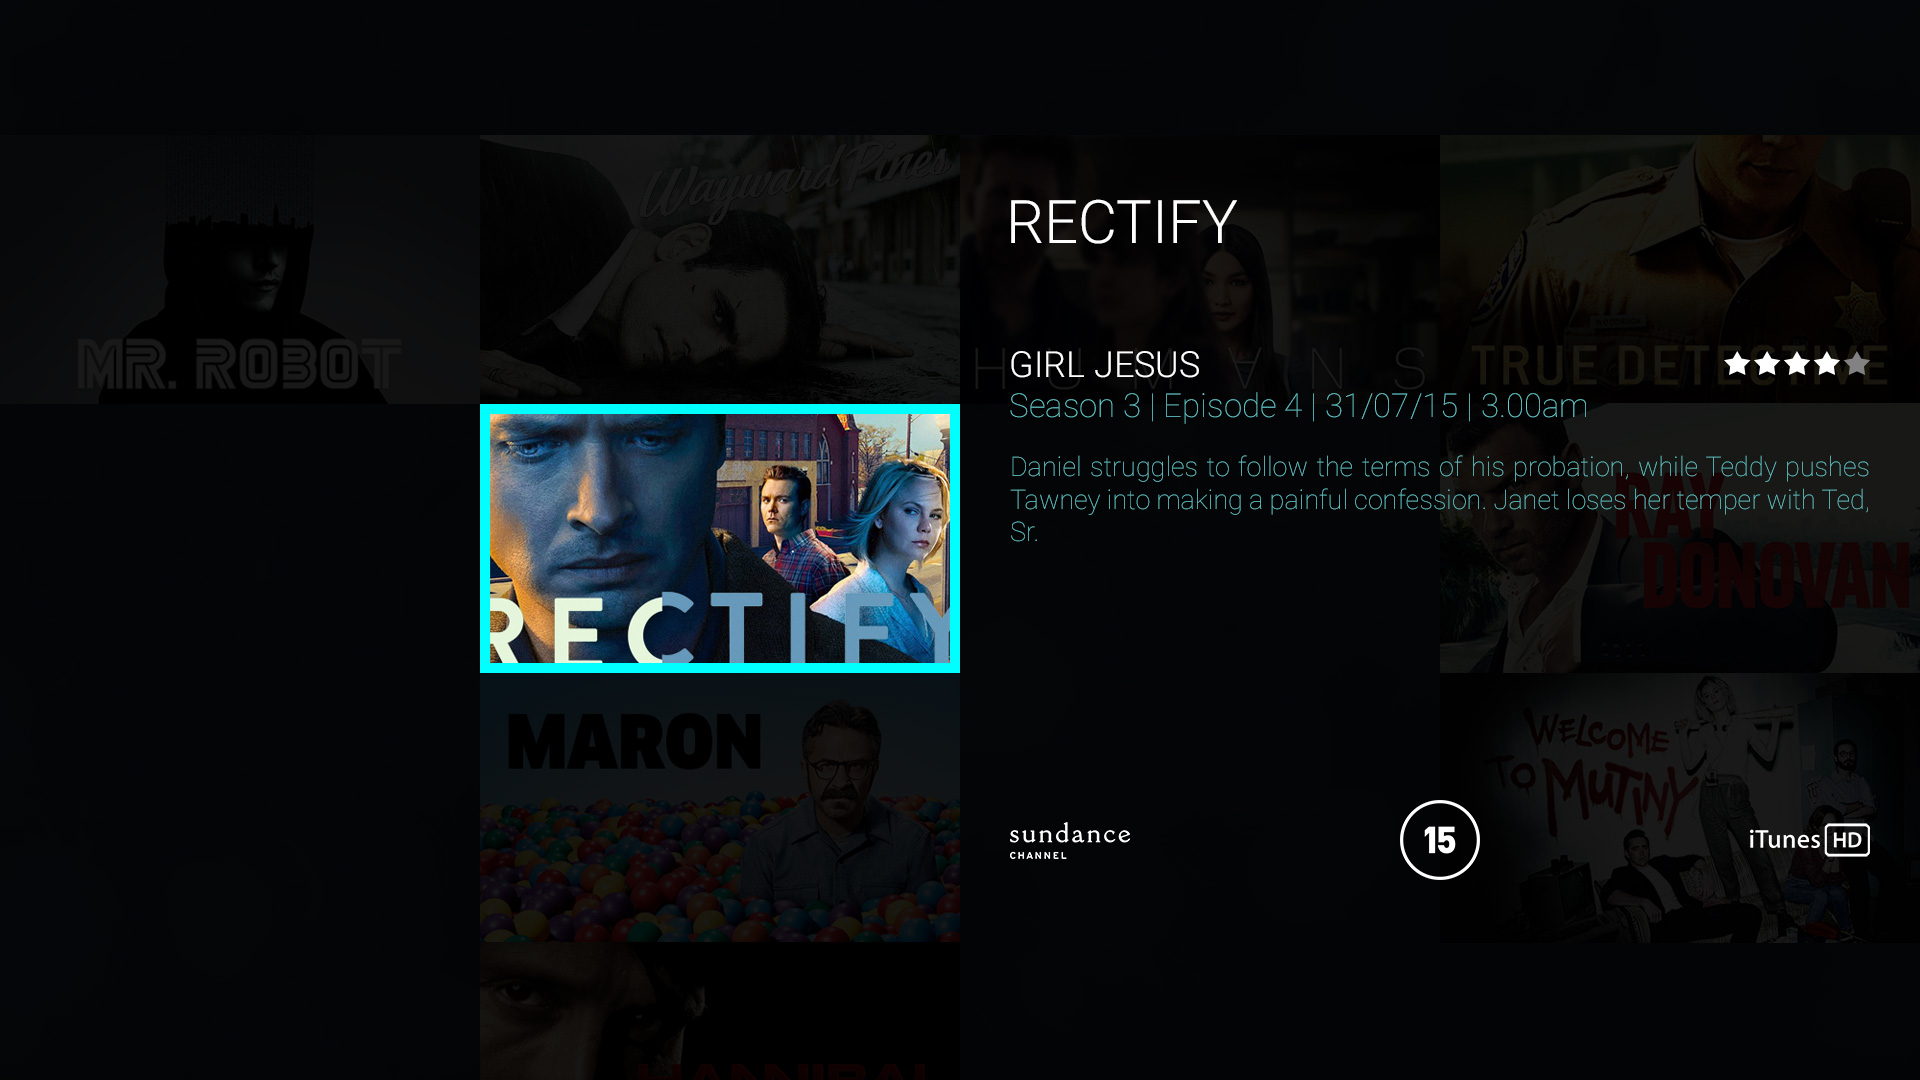 MR. ROBOT
Wayward Pines
HUMANS
TRUE DETECTIVE
RECTIFY
GIRL JESUS
Season 3 | Episode 4 | 31/07/15 | 3.00am
Daniel struggles to follow the terms of his probation, while Teddy pushes
Tawney into making a painful confession. Janet loses her temper with Ted,
Sr.
RECTIFY
RAY
DONOVAN
MARON
WELCOME
TO MUTINY
sundance
CHANNEL
15
iTunes HD
HANNIBAL